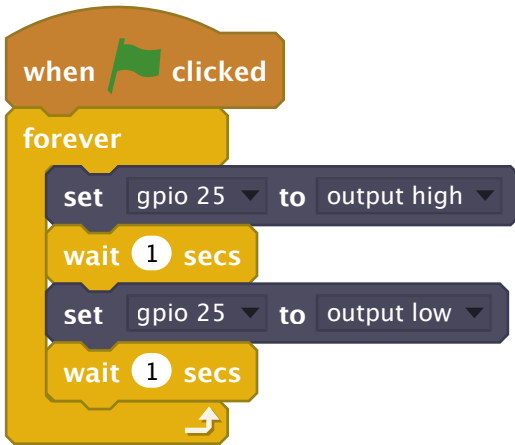 when clicked
forever
set gpio 25 to output high
wait 1 secs
set gpio 25 to output low
wait 1 secs